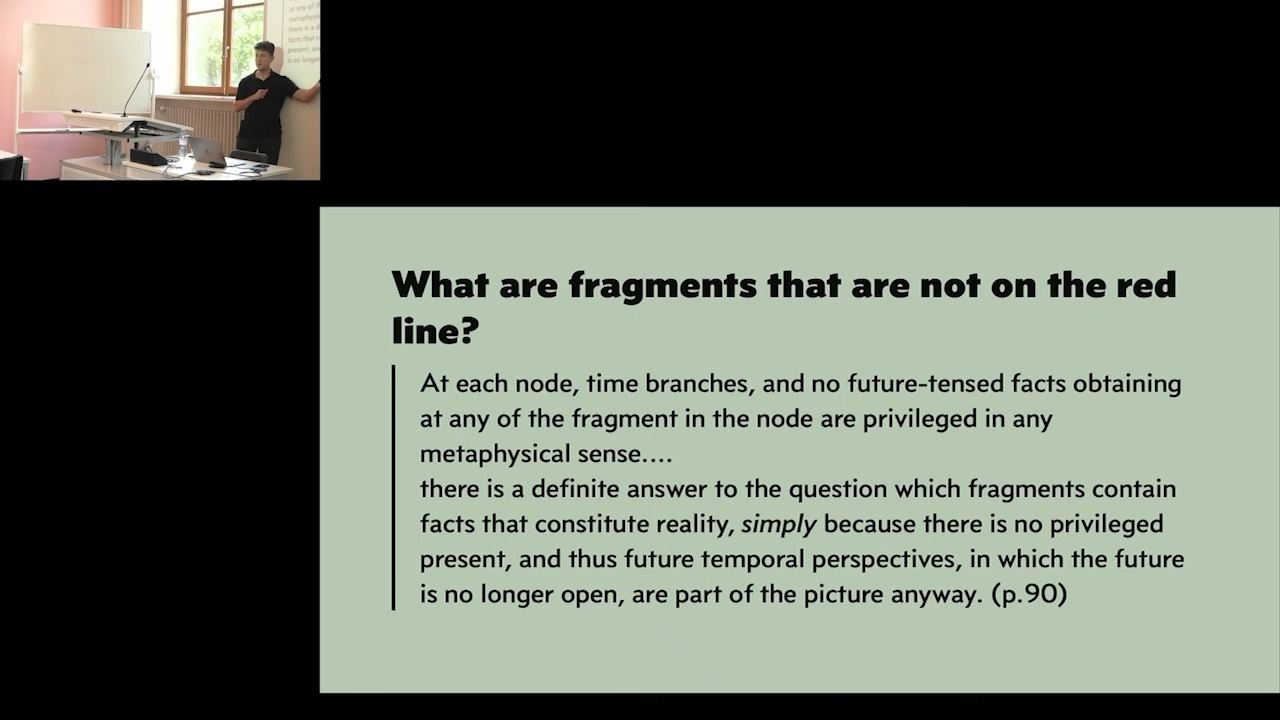 What are fragments that are not on the red
line?
At each node, time branches, and no future-tensed facts obtaining
at any of the fragment in the node are privileged in any
metaphysical sense....
there is a definite answer to the question which fragments contain
facts that constitute reality, simply because there is no privileged
present, and thus future temporal perspectives, in which the future
is no longer open, are part of the picture anyway. (p.90)